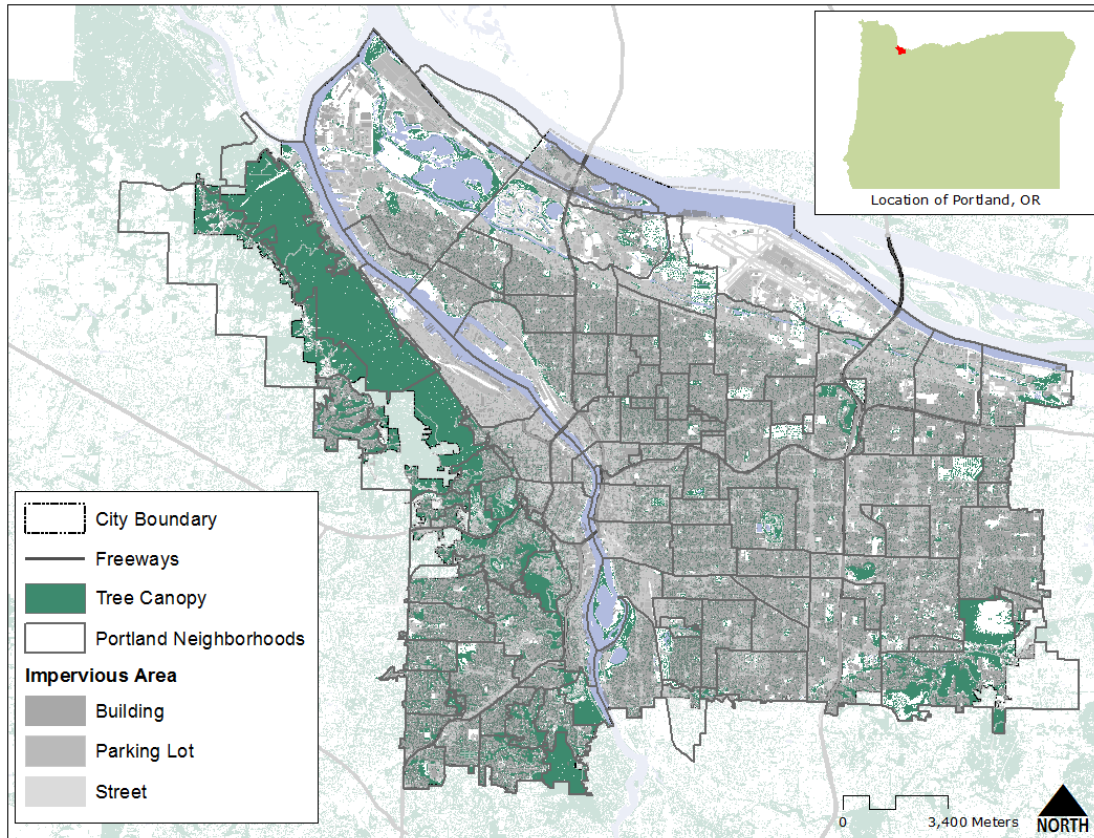 Location of Portland, OR
City Boundary
Freeways
Tree Canopy
Portland Neighborhoods
Impervious Area
Building
Parking Lot
Street
0 3,400 Meters
NORTH